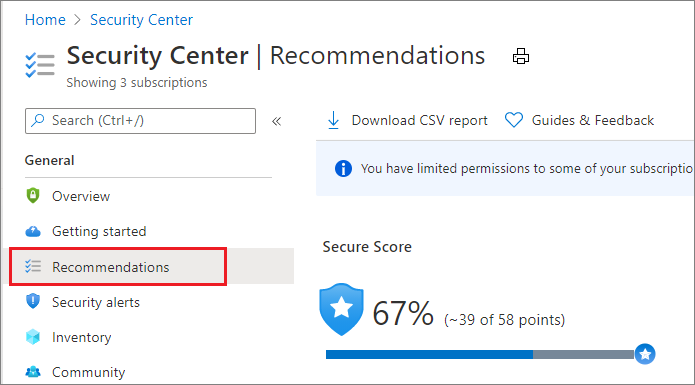 Home > Security Center
Security Center | Recommendations
Showing 3 subscriptions
Search (Ctrl+/)
«
Download CSV report
Guides & Feedback
General
You have limited permissions to some of your subscriptio
Overview
Getting started
Secure Score
Recommendations
Security alerts
67% (~39 of 58 points)
Inventory
Community